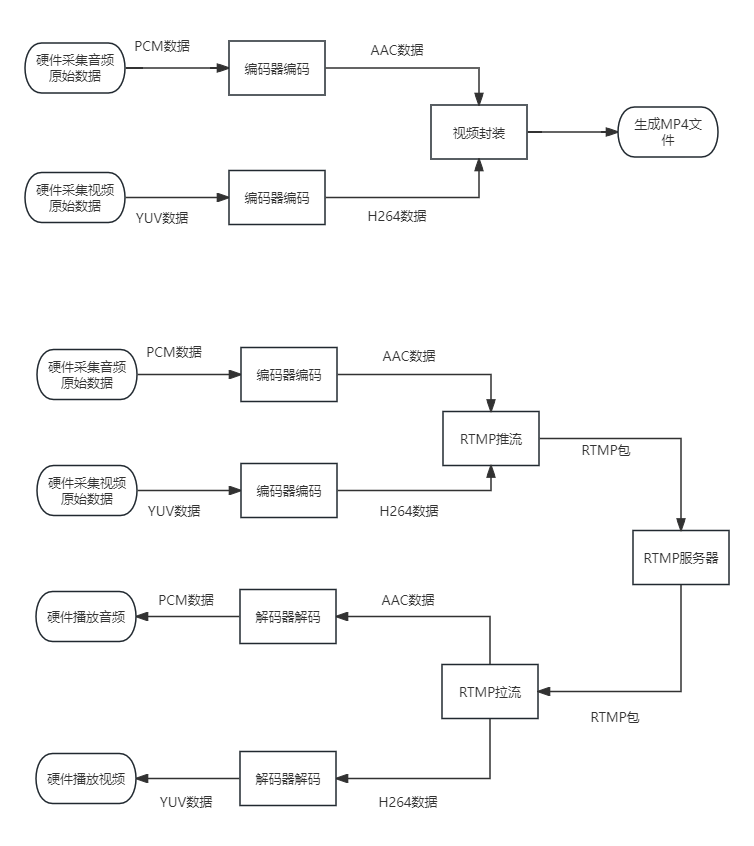 PCM数据
AAC数据
硬件采集音频
原始数据
编码器编码
视频封装
生成MP4文
件
硬件采集视频
原始数据
编码器编码
YUV数据
H264数据
PCM数据
AAC数据
硬件采集音频
原始数据
编码器编码
RTMP推流
RTMP包
硬件采集视频
原始数据
编码器编码
YUV数据
H264数据
RTMP服务器
PCM数据
AAC数据
硬件播放音频
解码器解码
RTMP拉流
RTMP包
硬件播放视频
解码器解码
YUV数据
H264数据